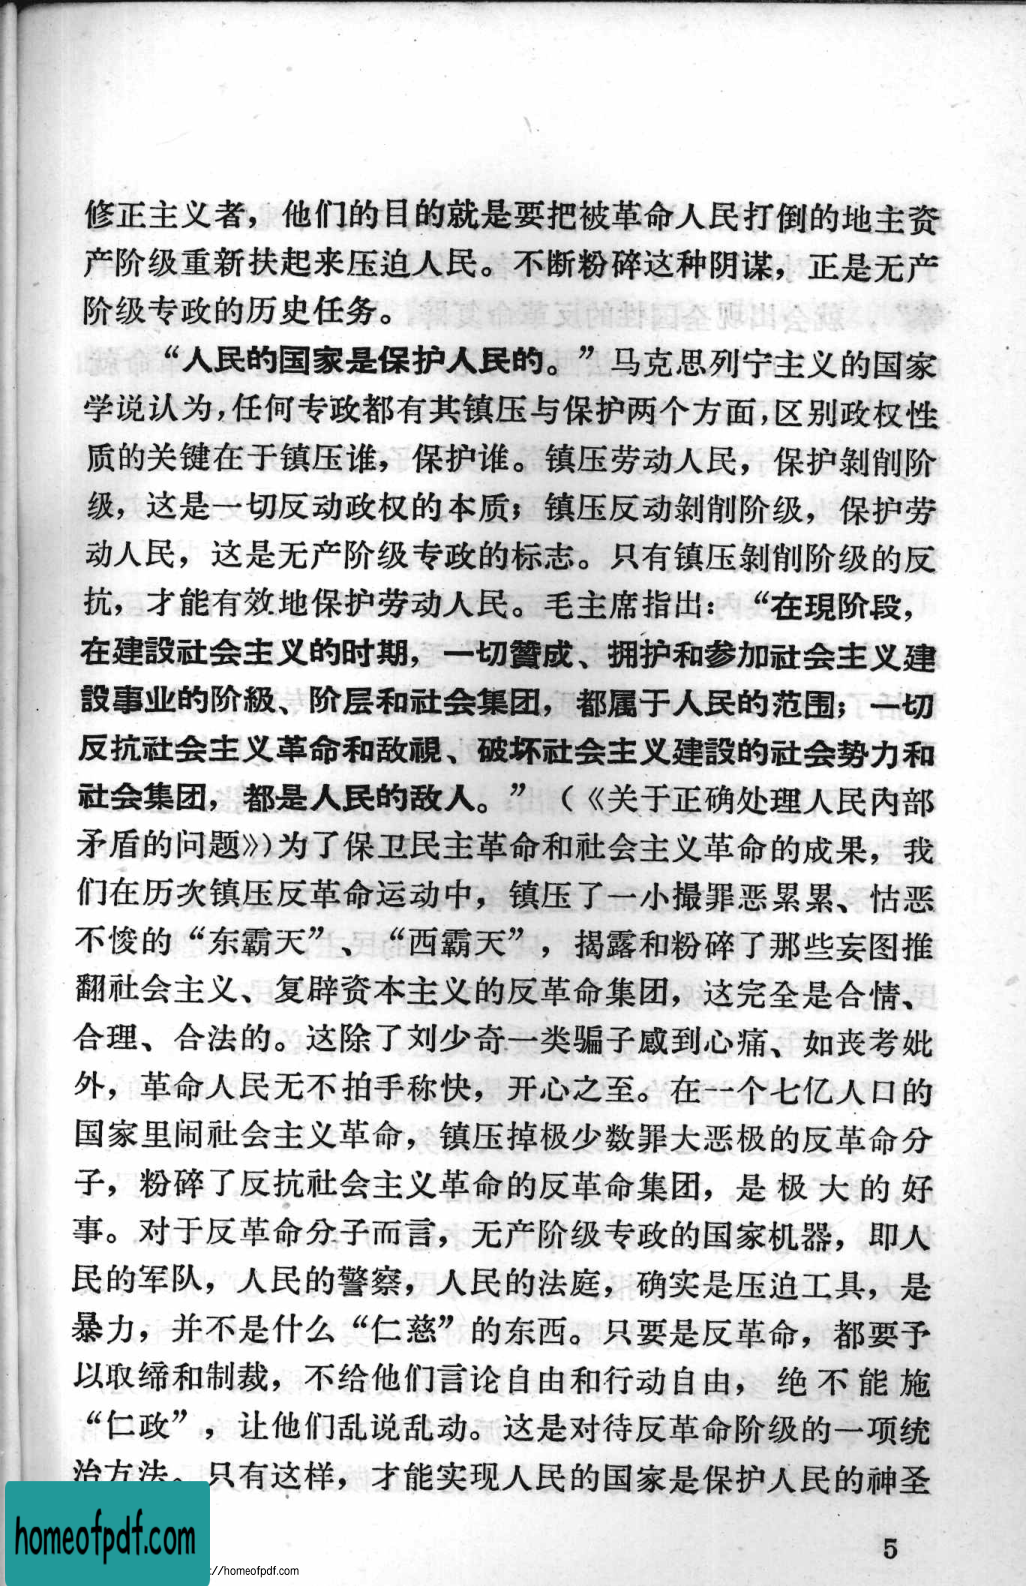 修正主义者，他们的目的就是要把被革命人民打倒的地主资
产阶级重新扶起来压迫人民。不断粉碎这种阴谋，正是无产
阶级专政的历史任务。
“人民的国家是保护人民的。”马克思列宁主义的国家
学说认为，任何专政都有其镇压与保护两个方面，区别政权性
质的关键在于镇压谁，保护谁。镇压劳动人民，保护剝削阶
级，这是一切反动政权的本质；镇压反动剝削阶级，保护劳
动人民，这是无产阶级专政的标志。只有镇压剝削阶级的反
抗，才能有效地保护劳动人民。毛主席指出：“在現阶段，
在建設社会主义的时期，一切贊成、拥护和参加社会主义建
設事业的阶級、阶层和社会集团，都属于人民的范围；一切
反抗社会主义革命和敌視、破坏社会主义建設的社会势力和
社会集团，都是人民的敌人。”（《关于正确处理人民内部
矛盾的问题》）为了保卫民主革命和社会主义革命的成果，我
们在历次镇压反革命运动中，镇压了一小撮罪恶累累、怙恶
不悛的“东霸天”、“西霸天”，揭露和粉碎了那些妄图推
翻社会主义、复辟资本主义的反革命集团，这完全是合情、
合理、合法的。这除了刘少奇一类骗子感到心痛、如丧考妣
外，革命人民无不拍手称快，开心之至。在一个七亿人口的
国家里闹社会主义革命，镇压掉极少数罪大恶极的反革命分
子，粉碎了反抗社会主义革命的反革命集团，是极大的好
事。对于反革命分子而言，无产阶级专政的国家机器，即人
民的军队，人民的警察，人民的法庭，确实是压迫工具，是
暴力，并不是什么“仁慈”的东西。只要是反革命，都要予
以取缔和制裁，不给他们言论自由和行动自由，绝不能施
“仁政”，让他们乱说乱动。这是对待反革命阶级的一项统
治方法。只有这样，才能实现人民的国家是保护人民的神圣
5
homeofpdf.com
://homeofpdf.com